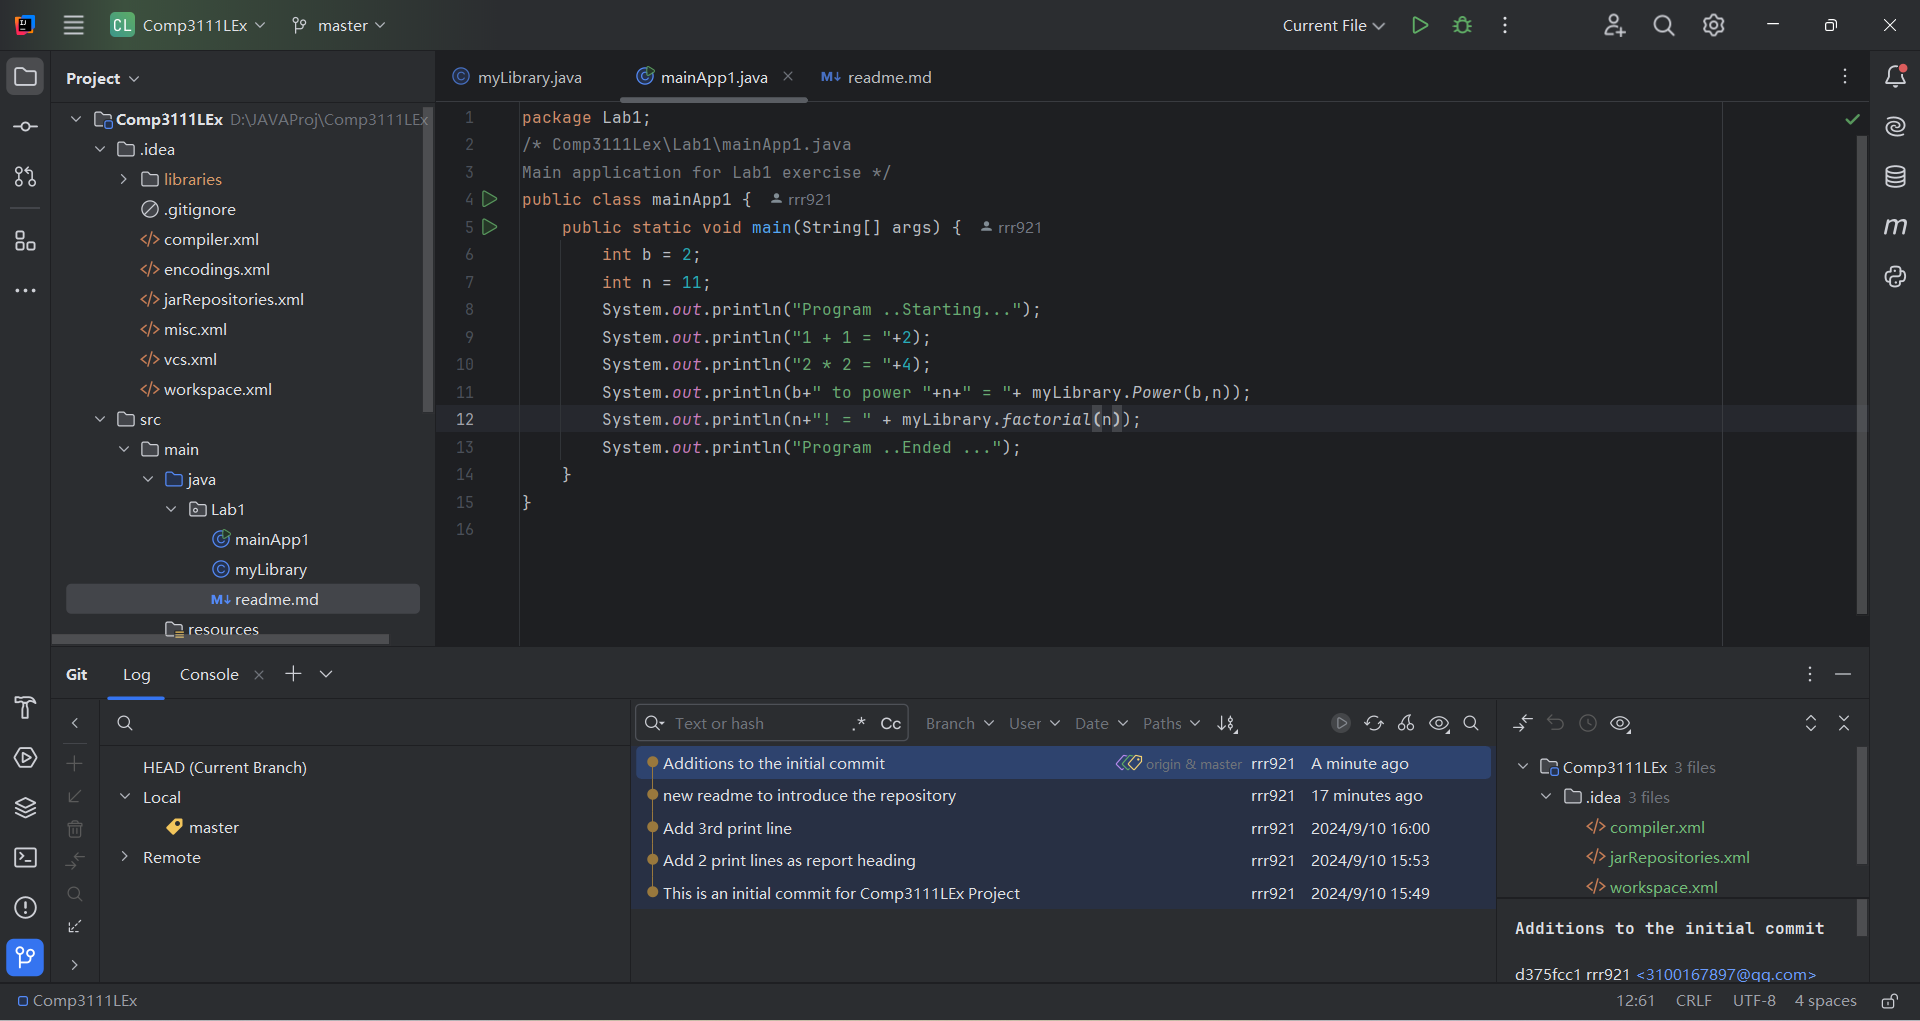 CL Comp3111LEx master Current File
Project
myLibrary.java mainApp1.java readme.md
Comp3111LEx D:\JAVAProj\Comp3111LEx
.idea
libraries
.gitignore
compiler.xml
encodings.xml
jarRepositories.xml
misc.xml
vcs.xml
workspace.xml
src
main
java
Lab1
mainApp1
myLibrary
readme.md
resources
1 package Lab1;
2 /* Comp3111Lex\Lab1\mainApp1.java
3 Main application for Lab1 exercise */
4 public class mainApp1 { rrr921
5 public static void main(String[] args) { rrr921
6 int b = 2;
7 int n = 11;
8 System.out.println("Program ..Starting...");
9 System.out.println("1 + 1 = "+2);
10 System.out.println("2 * 2 = "+4);
11 System.out.println(b+" to power "+n+" = "+ myLibrary.Power(b,n));
12 System.out.println(n+"! = " + myLibrary.factorial(n));
13 System.out.println("Program ..Ended ...");
14 }
15 }
16
Git Log Console
HEAD (Current Branch)
Local
master
Remote
Text or hash .* Cc Branch User Date Paths
Additions to the initial commit origin & master rrr921 A minute ago
new readme to introduce the repository rrr921 17 minutes ago
Add 3rd print line rrr921 2024/9/10 16:00
Add 2 print lines as report heading rrr921 2024/9/10 15:53
This is an initial commit for Comp3111LEx Project rrr921 2024/9/10 15:49
Comp3111LEx 3 files
.idea 3 files
compiler.xml
jarRepositories.xml
workspace.xml
Additions to the initial commit
d375fcc1 rrr921 <3100167897@qq.com>
Comp3111LEx 12:61 CRLF UTF-8 4 spaces